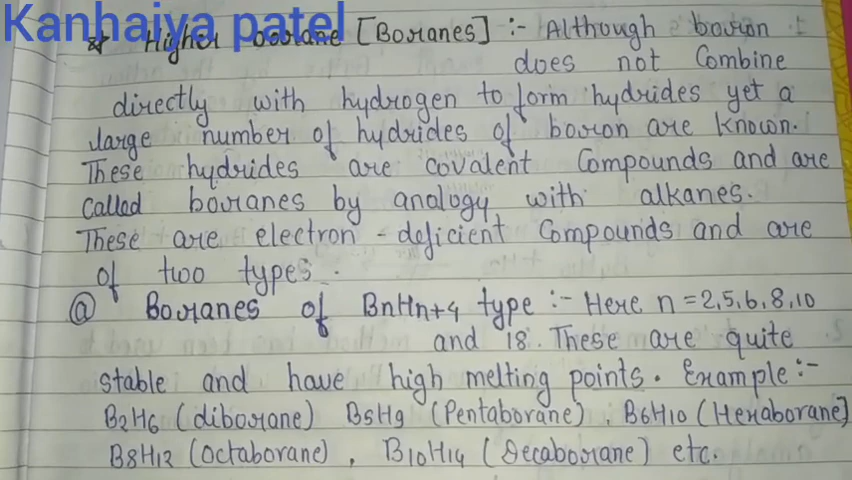 Kanhaiya patel
* Higher borane [Boranes] :- Although boron
does not Combine
directly with hydrogen to form hydrides yet a
large number of hydrides of boron are known.
These hydrides are covalent Compounds and are
Called boranes by analogy with alkanes.
These are electron-deficient Compounds and are
of two types.
(a) Boranes of BnHn+4 type :- Here n = 2,5,6,8,10
and 18. These are quite
stable and have high melting points. Example :-
B2H6 (diborane) B5H9 (Pentaborane), B6H10 (Hexaborane)
B8H12 (Octaborane), B10H14 (Decaborane) etc.